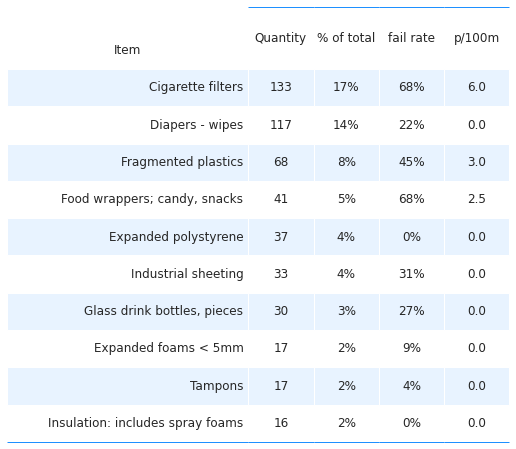 Item Quantity % of total fail rate p/100m
Cigarette filters 133 17% 68% 6.0
Diapers - wipes 117 14% 22% 0.0
Fragmented plastics 68 8% 45% 3.0
Food wrappers; candy, snacks 41 5% 68% 2.5
Expanded polystyrene 37 4% 0% 0.0
Industrial sheeting 33 4% 31% 0.0
Glass drink bottles, pieces 30 3% 27% 0.0
Expanded foams < 5mm 17 2% 9% 0.0
Tampons 17 2% 4% 0.0
Insulation: includes spray foams 16 2% 0% 0.0